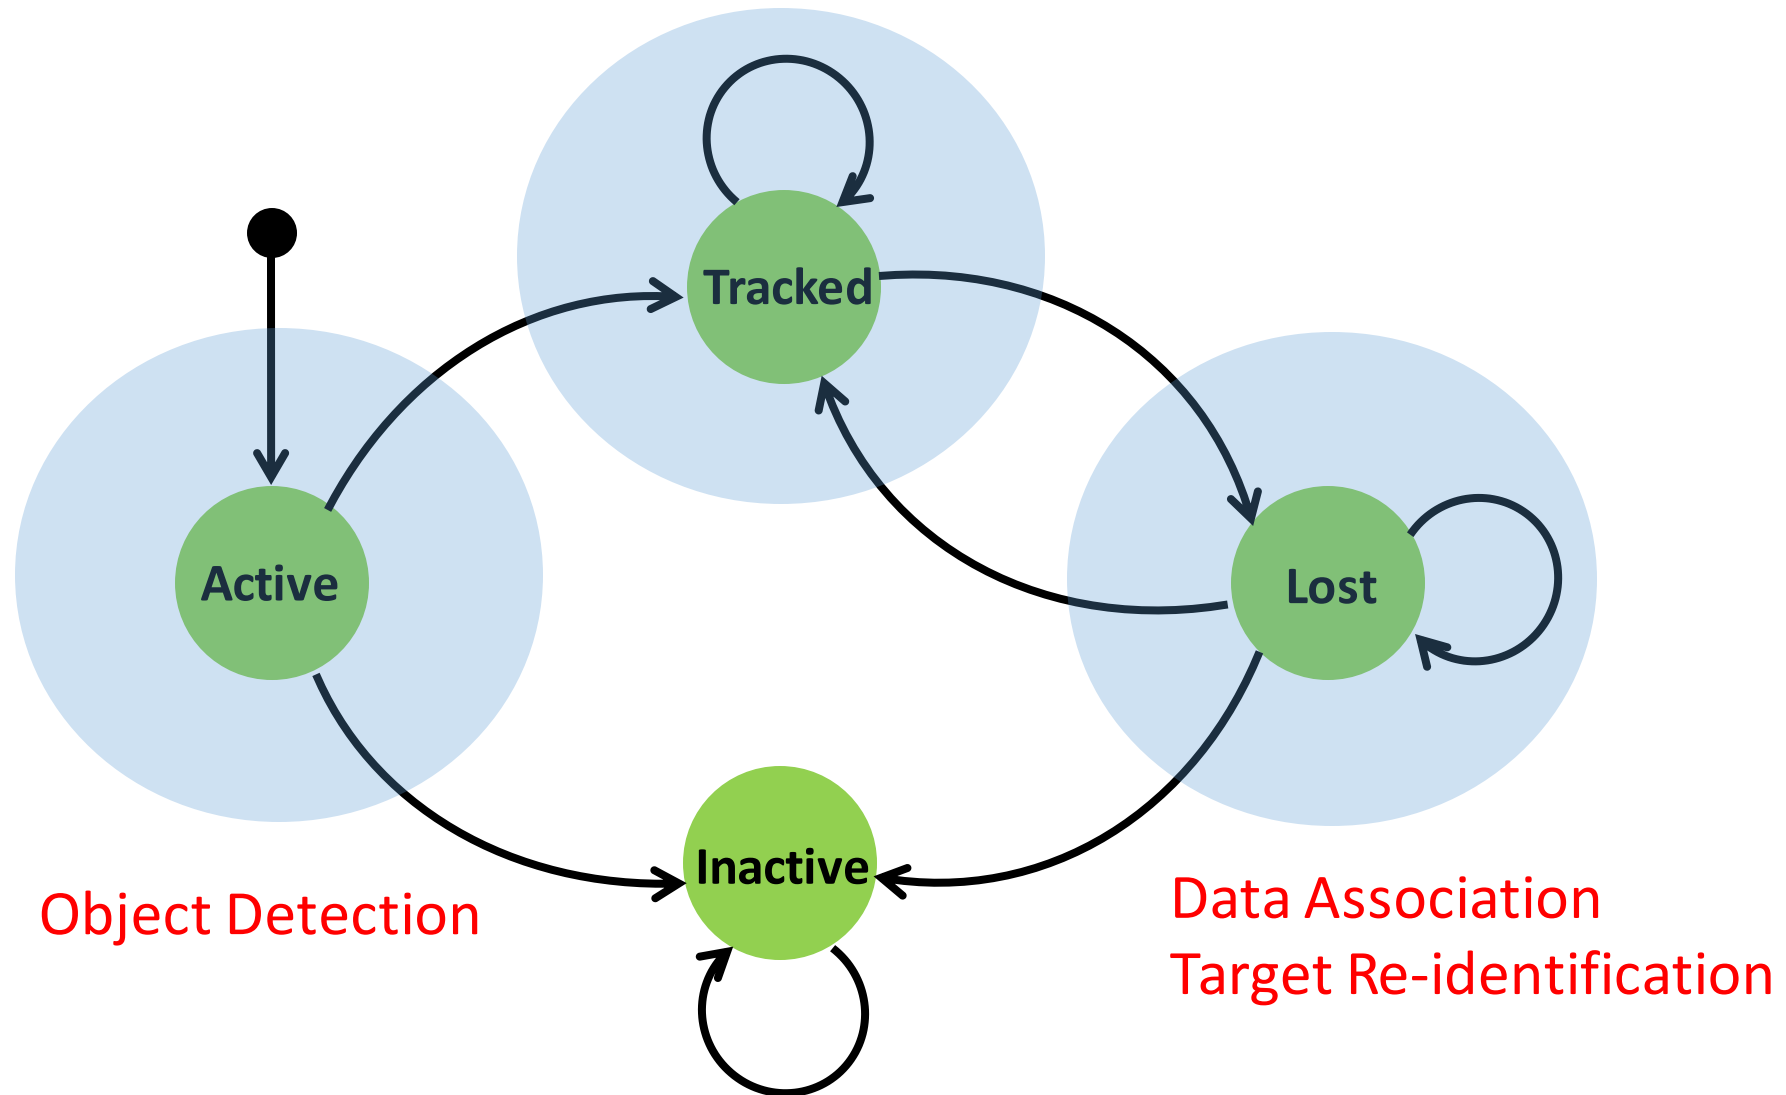 Tracked
Active
Lost
Inactive
Object Detection
Data Association
Target Re-identification